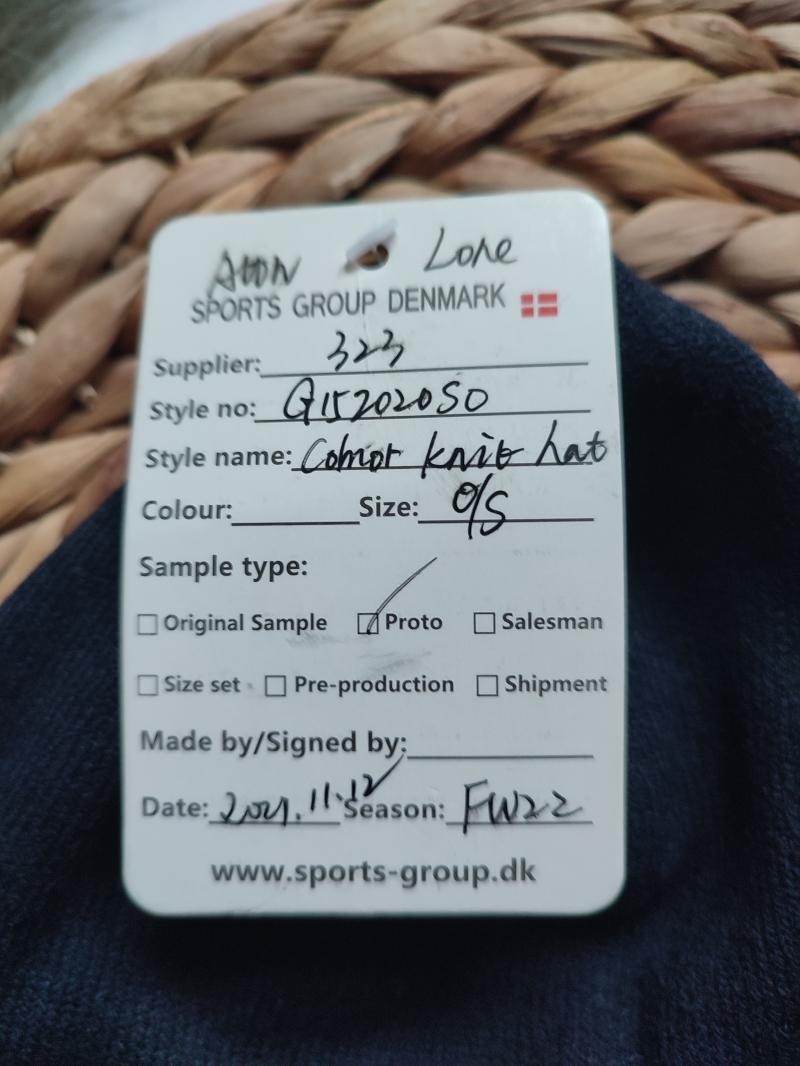 Lone
SPORTS GROUP DENMARK
Supplier: 323
Style no: G15202050
Style name: Comor knit hat
Colour: Size: O/S
Sample type:
Original Sample Proto Salesman
Size set Pre-production Shipment
Made by/Signed by:
Date: 2021.11.12 Season: FW22
www.sports-group.dk